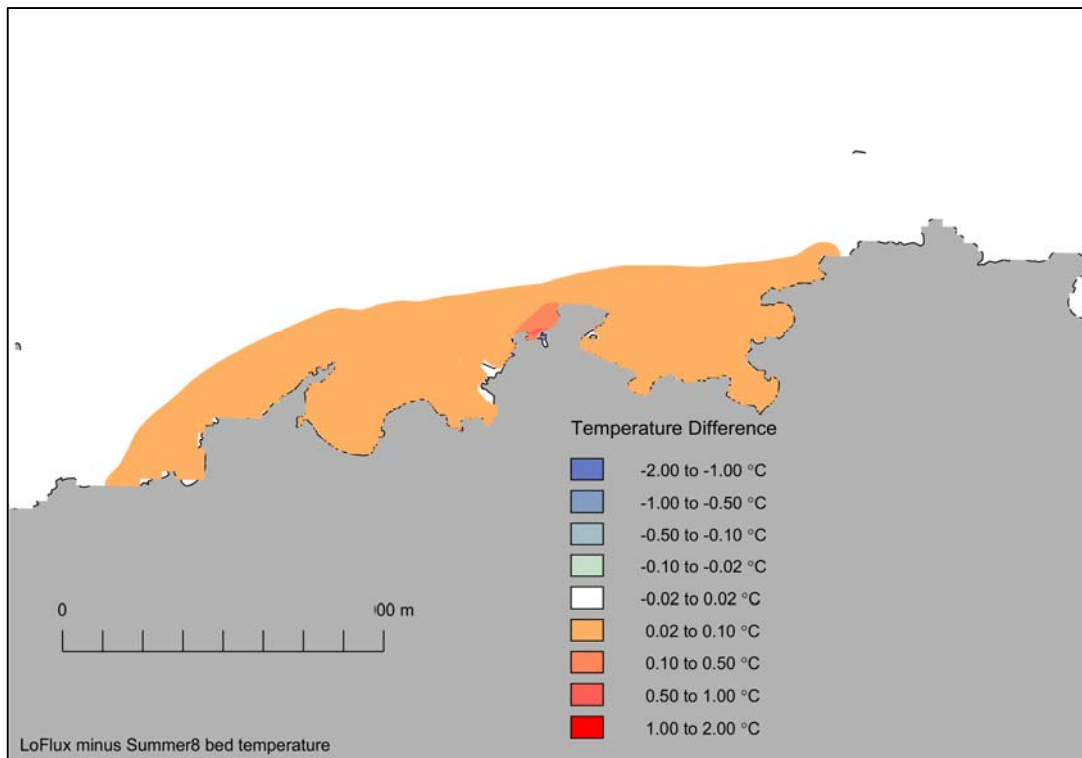 Temperature Difference
-2.00 to -1.00 °C
-1.00 to -0.50 °C
-0.50 to -0.10 °C
-0.10 to -0.02 °C
-0.02 to 0.02 °C
0.02 to 0.10 °C
0.10 to 0.50 °C
0.50 to 1.00 °C
1.00 to 2.00 °C
0 00 m
LoFlux minus Summer8 bed temperature